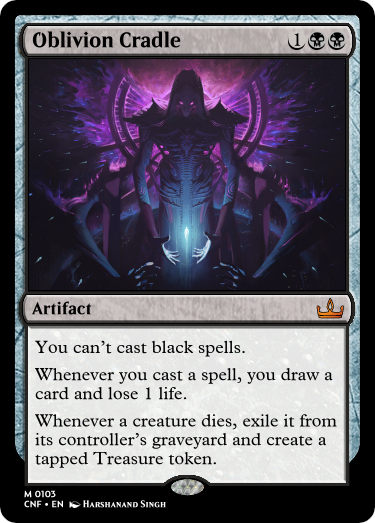 Oblivion Cradle 1
Artifact
You can't cast black spells.
Whenever you cast a spell, you draw a
card and lose 1 life.
Whenever a creature dies, exile it from
its controller's graveyard and create a
tapped Treasure token.
M 0103
CNF • EN Harshanand Singh